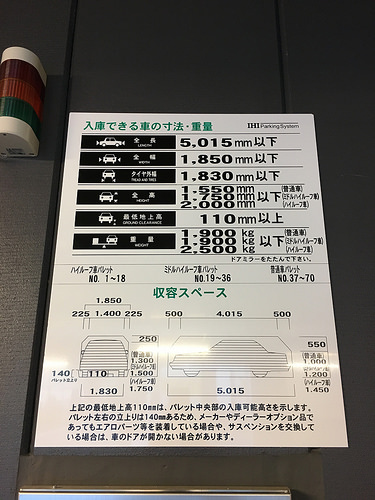 入庫できる車の寸法・重量
IHI Parking System
全長 LENGTH 5,015mm以下
全幅 WIDTH 1,850mm以下
タイヤ外幅 TREAD AND TIRES 1,830mm以下
全高 HEIGHT 1,550mm(普通車) 1,750mm(ミドルハイルーフ車) 2,000mm(ハイルーフ車) 以下
最低地上高 GROUND CLEARANCE 110mm以上
重量 WEIGHT 1,900kg(普通車) 1,900kg(ミドルハイルーフ車) 2,500kg(ハイルーフ車) 以下
ドアミラーをたたんで下さい。
ハイルーフ車パレット ミドルハイルーフ車パレット 普通車パレット
NO. 1~18 NO.19~36 NO.37~70
収容スペース
1.850
225 1.400 225 500 4.015 500
250 550
(普通車) 1,300 (普通車) 1,000
(ミドルハイルーフ車) 1.500 (ミドルハイルーフ車) 1.200
(ハイルーフ車) 1.750 (ハイルーフ車) 1.450
140 110
パレット立上り
1.830 5.015
上記の最低地上高110mmは、パレット中央部の入庫可能高さを示します。
パレット左右の立上りは140mmあるため、メーカーやディーラーオプション品で
あってもエアロパーツ等を装着している場合や、サスペンションを交換して
いる場合は、車のドアが開かない場合があります。